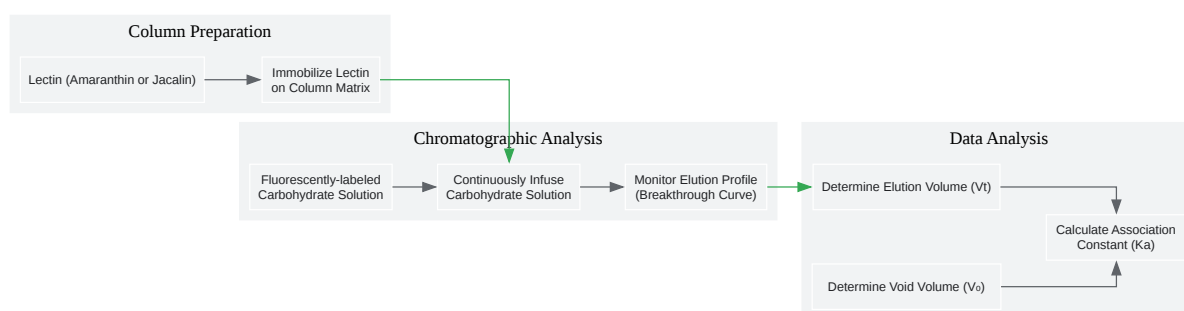 Column Preparation
Lectin (Amaranthin or Jacalin)
Immobilize Lectin
on Column Matrix
Chromatographic Analysis
Fluorescently-labeled
Carbohydrate Solution
Continuously Infuse
Carbohydrate Solution
Monitor Elution Profile
(Breakthrough Curve)
Data Analysis
Determine Elution Volume (Vt)
Calculate Association
Constant (Ka)
Determine Void Volume (V₀)